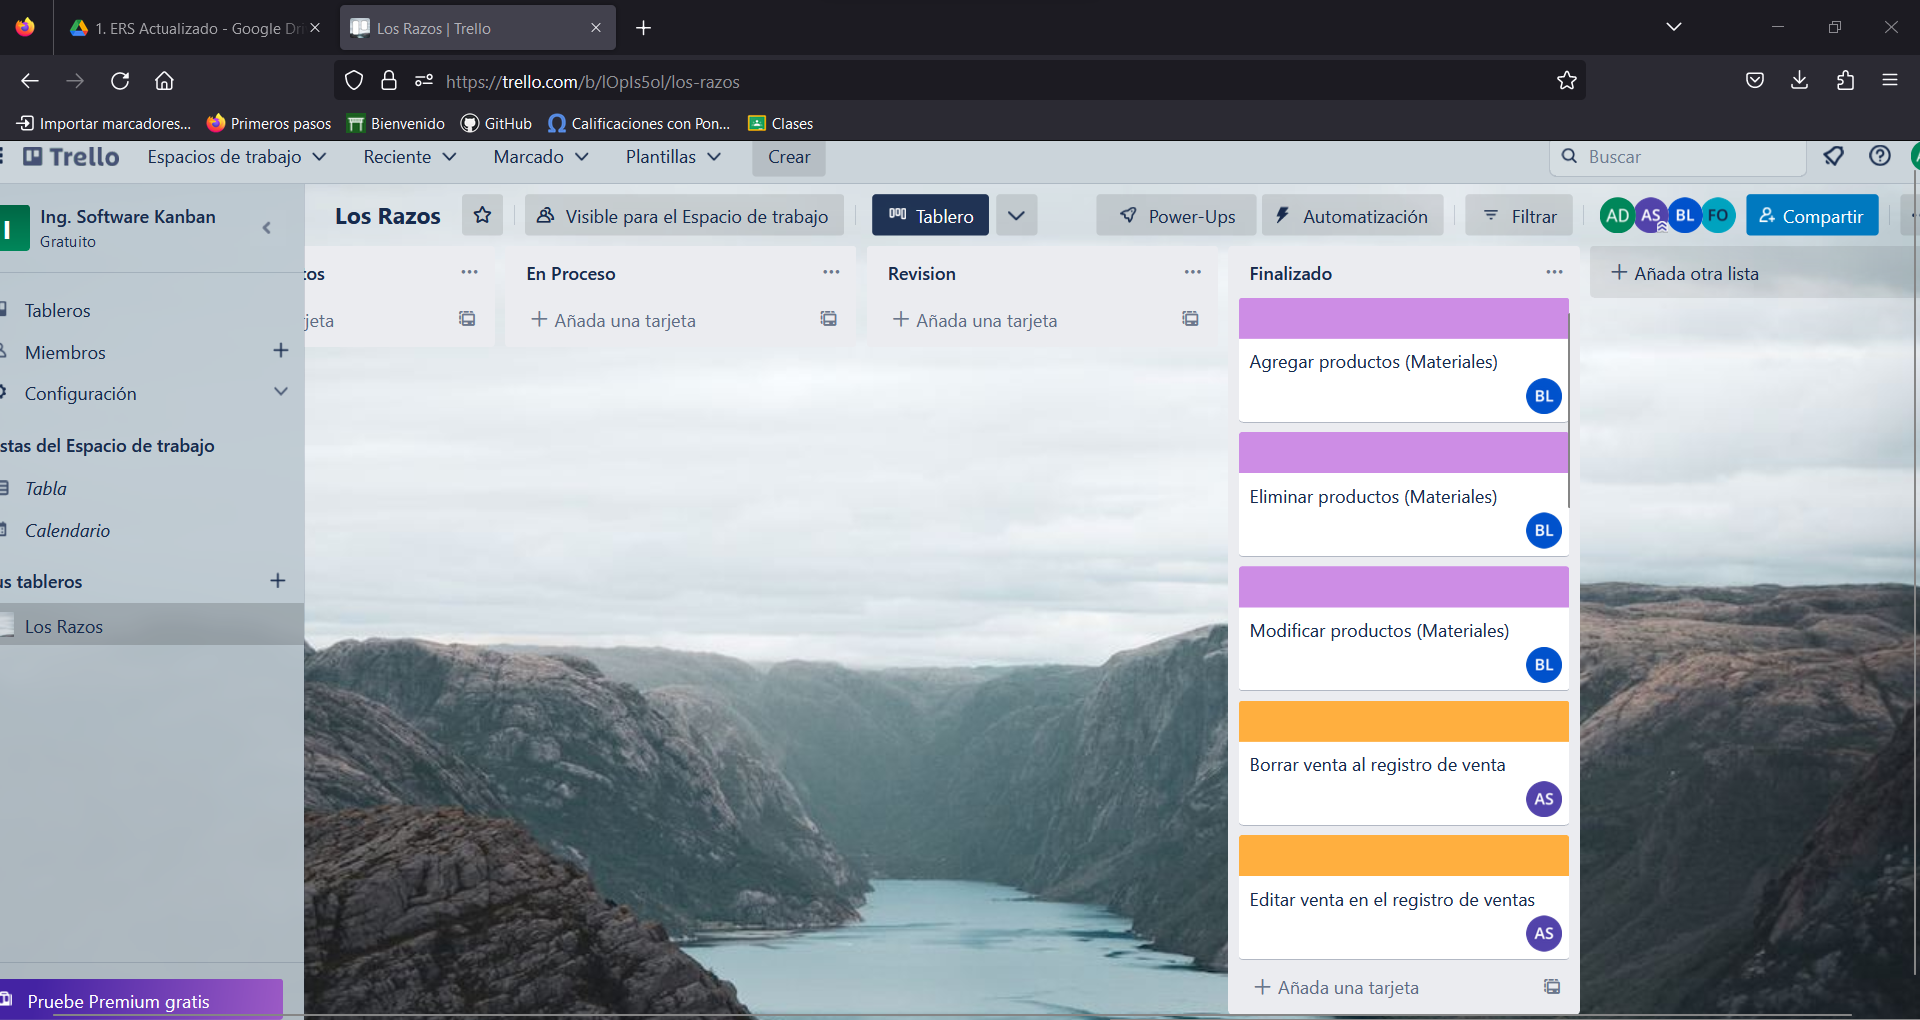 1. ERS Actualizado - Google Dri
Los Razos | Trello
https://trello.com/b/lOpIs5ol/los-razos
Importar marcadores...
Primeros pasos
Bienvenido
GitHub
Calificaciones con Pon...
Clases
Trello
Espacios de trabajo
Reciente
Marcado
Plantillas
Crear
Buscar
I
Ing. Software Kanban
Gratuito
Los Razos
Visible para el Espacio de trabajo
Tablero
Power-Ups
Automatización
Filtrar
AD
AS
BL
FO
Compartir
Tableros
Miembros
Configuración
stas del Espacio de trabajo
Tabla
Calendario
us tableros
Los Razos
Pruebe Premium gratis
tos
jeta
En Proceso
Añada una tarjeta
Revision
Añada una tarjeta
Finalizado
Agregar productos (Materiales)
BL
Eliminar productos (Materiales)
BL
Modificar productos (Materiales)
BL
Borrar venta al registro de venta
AS
Editar venta en el registro de ventas
AS
Añada una tarjeta
Añada otra lista